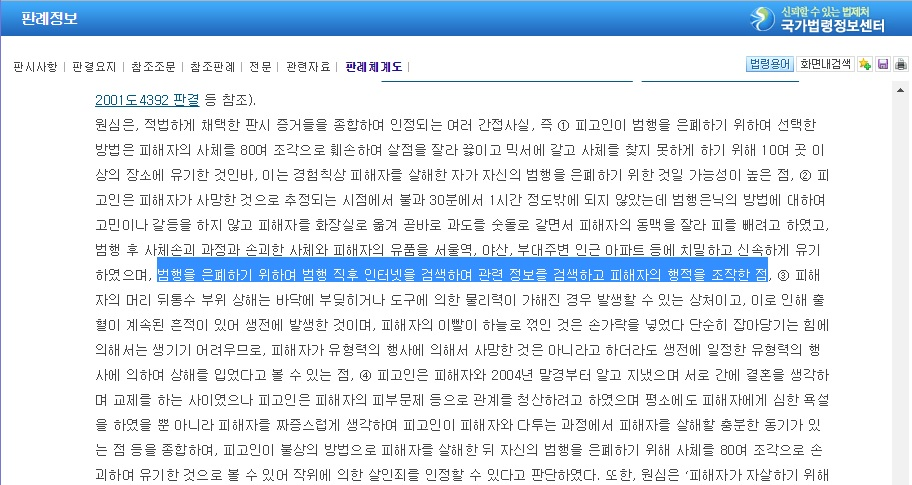 판례정보
신뢰할 수 있는 법제처
국가법령정보센터
판시사항 | 판결요지 | 참조조문 | 참조판례 | 전문 | 관련자료 | 판례체계도 |
법령용어 화면내검색
2001도4392 판결 등 참조).
원심은, 적법하게 채택한 판시 증거들을 종합하여 인정되는 여러 간접사실, 즉 ① 피고인이 범행을 은폐하기 위하여 선택한
방법은 피해자의 사체를 80여 조각으로 훼손하여 살점을 잘라 끓이고 믹서에 갈고 사체를 찾지 못하게 하기 위해 10여 곳 이
상의 장소에 유기한 것인바, 이는 경험칙상 피해자를 살해한 자가 자신의 범행을 은폐하기 위한 것일 가능성이 높은 점, ② 피
고인은 피해자가 사망한 것으로 추정되는 시점에서 불과 30분에서 1시간 정도밖에 되지 않았는데 범행은닉의 방법에 대하여
고민이나 갈등을 하지 않고 피해자를 화장실로 옮겨 곧바로 과도를 숫돌로 갈면서 피해자의 동맥을 잘라 피를 빼려고 하였고,
범행 후 사체손괴 과정과 손괴한 사체와 피해자의 유품을 서울역, 야산, 부대주변 인근 아파트 등에 치밀하고 신속하게 유기
하였으며, 범행을 은폐하기 위하여 범행 직후 인터넷을 검색하여 관련 정보를 검색하고 피해자의 행적을 조작한 점, ③ 피해
자의 머리 뒤통수 부위 상해는 바닥에 부딪히거나 도구에 의한 물리력이 가해진 경우 발생할 수 있는 상처이고, 이로 인해 출
혈이 계속된 흔적이 있어 생전에 발생한 것이며, 피해자의 이빨이 하늘로 꺾인 것은 손가락을 넣었다 단순히 잡아당기는 힘에
의해서는 생기기 어려우므로, 피해자가 유형력의 행사에 의해서 사망한 것은 아니라고 하더라도 생전에 일정한 유형력의 행
사에 의하여 상해를 입었다고 볼 수 있는 점, ④ 피고인은 피해자와 2004년 말경부터 알고 지냈으며 서로 간에 결혼을 생각하
며 교제를 하는 사이였으나 피고인은 피해자의 피부문제 등으로 관계를 청산하려고 하였으며 평소에도 피해자에게 심한 욕설
을 하였을 뿐 아니라 피해자를 짜증스럽게 생각하여 피고인이 피해자와 다투는 과정에서 피해자를 살해할 충분한 동기가 있
는 점 등을 종합하여, 피고인이 불상의 방법으로 피해자를 살해한 뒤 자신의 범행을 은폐하기 위해 사체를 80여 조각으로 손
괴하여 유기한 것으로 볼 수 있어 작위에 의한 살인죄를 인정할 수 있다고 판단하였다. 또한, 원심은 '피해자가 자살하기 위해